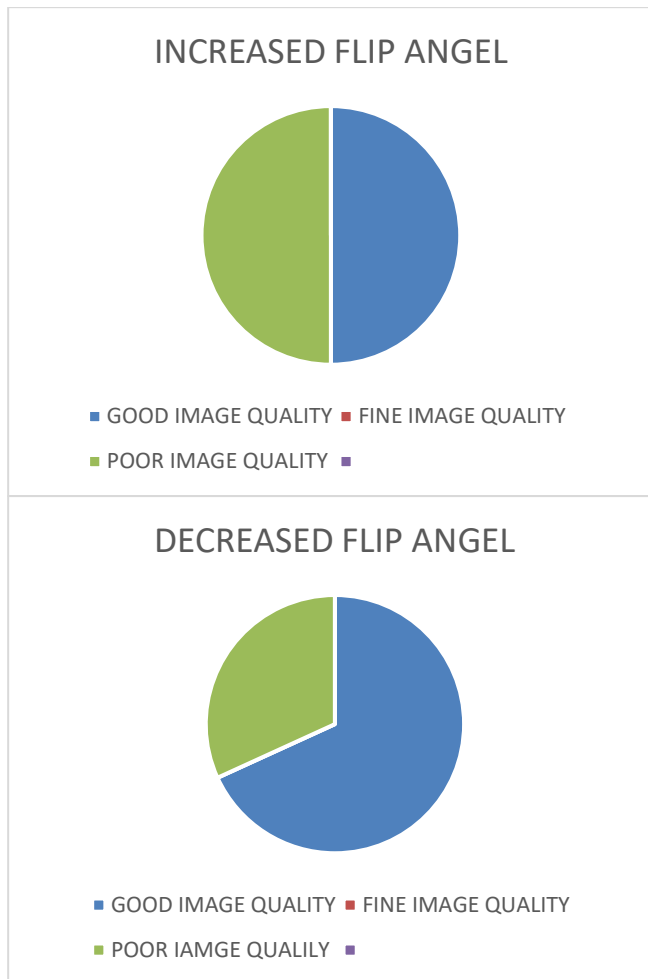 INCREASED FLIP ANGEL
GOOD IMAGE QUALITY FINE IMAGE QUALITY
POOR IMAGE QUALITY
DECREASED FLIP ANGEL
GOOD IMAGE QUALITY FINE IMAGE QUALITY
POOR IAMGE QUALILY